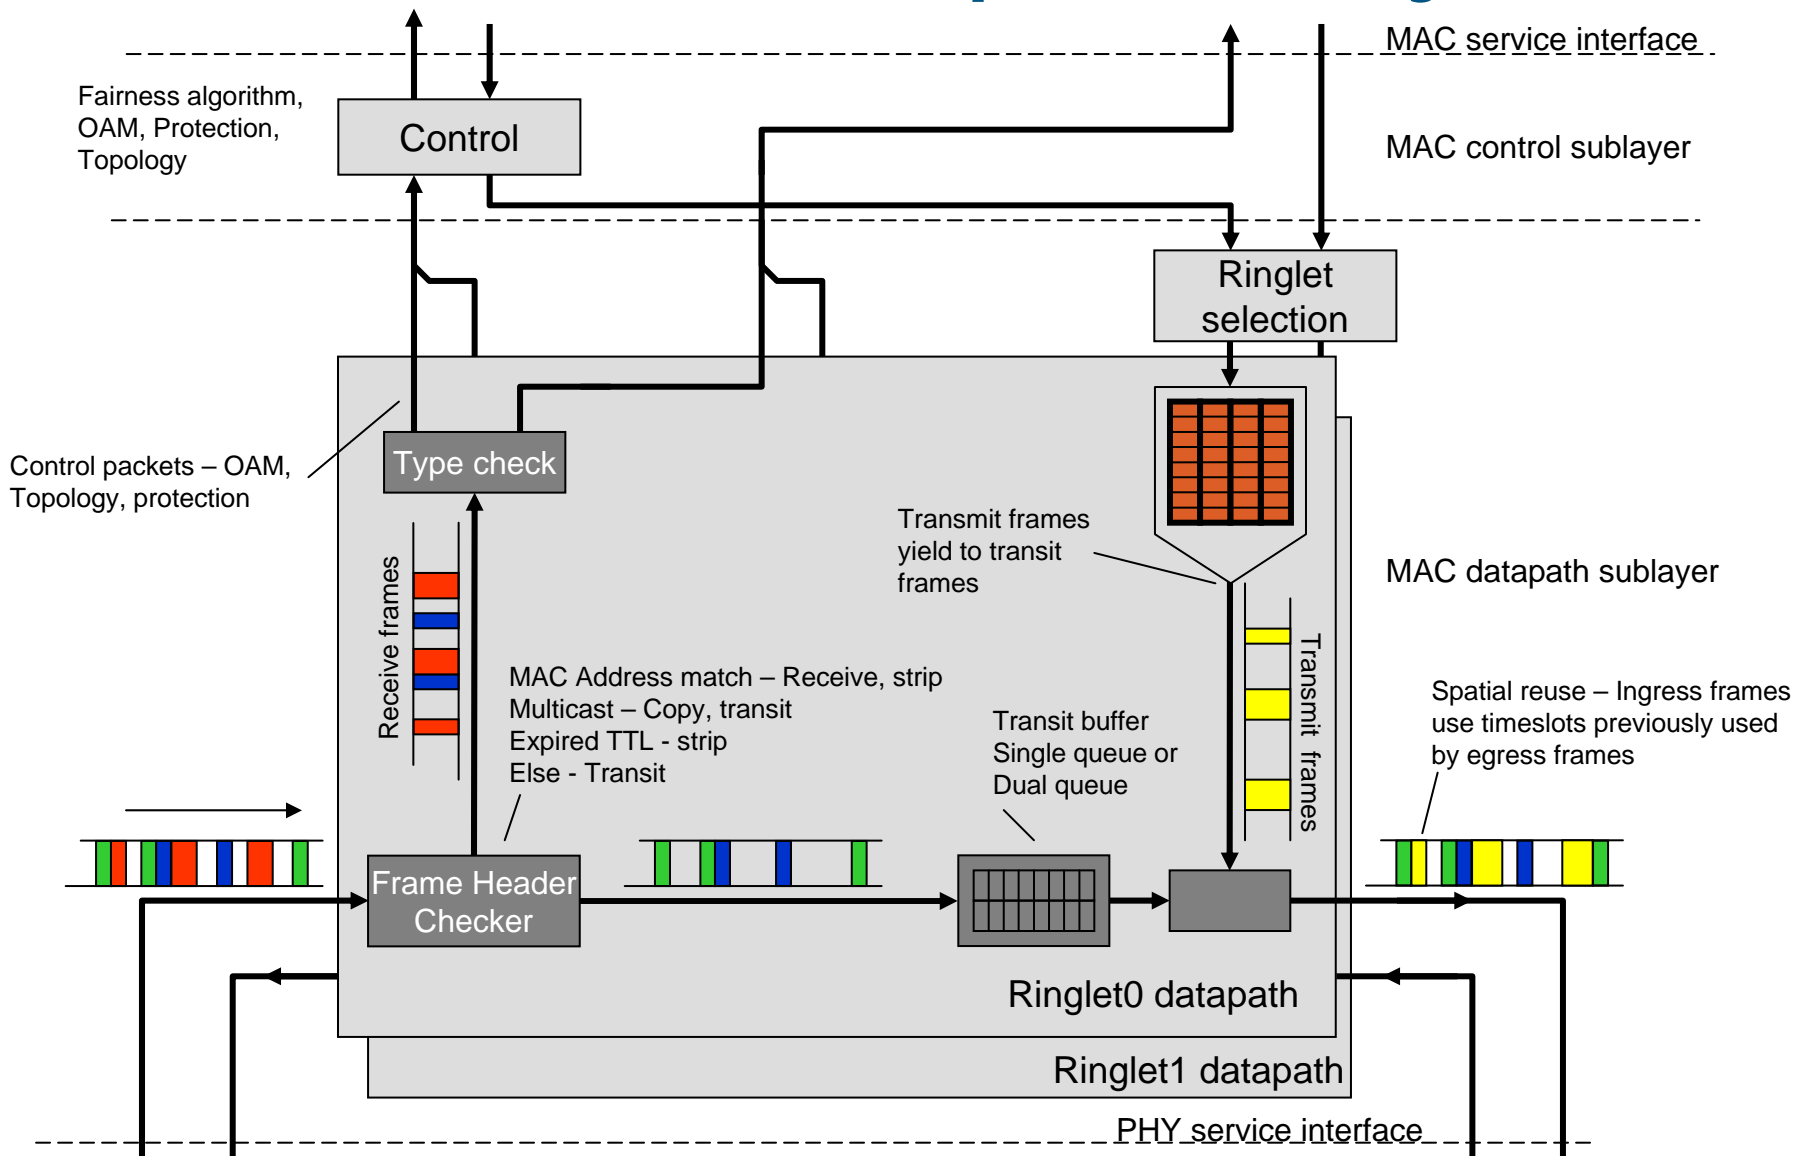 MAC service interface
Fairness algorithm,
OAM, Protection,
Topology
Control
MAC control sublayer
Ringlet
selection
Type check
Control packets – OAM,
Topology, protection
Transmit frames
yield to transit
frames
MAC datapath sublayer
Receive frames
MAC Address match – Receive, strip
Multicast – Copy, transit
Expired TTL - strip
Else - Transit
Transit buffer
Single queue or
Dual queue
Transmit frames
Spatial reuse – Ingress frames
use timeslots previously used
by egress frames
Frame Header
Checker
Ringlet0 datapath
Ringlet1 datapath
PHY service interface